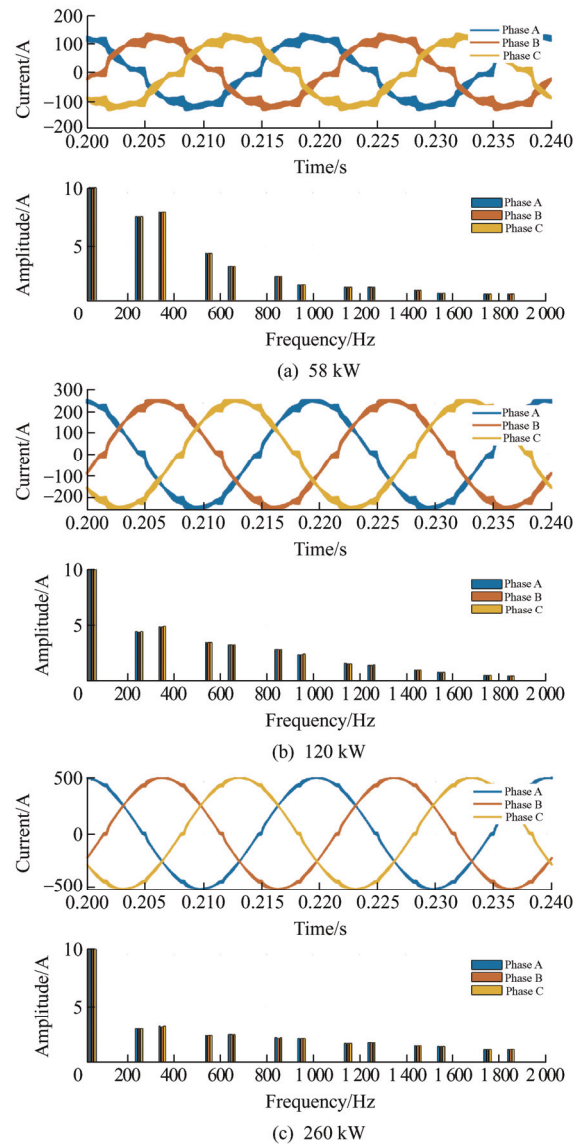 200
100
0
−100
−200
Current/A
Phase A
Phase B
Phase C
0.200 0.205 0.210 0.215 0.220 0.225 0.230 0.235 0.240
Time/s
10
5
0
Amplitude/A
Phase A
Phase B
Phase C
200 400 600 800 1 000 1 200 1 400 1 600 1 800 2 000
Frequency/Hz
(a) 58 kW
300
200
100
0
−100
−200
Current/A
Phase A
Phase B
Phase C
0.200 0.205 0.210 0.215 0.220 0.225 0.230 0.235 0.240
Time/s
10
5
0
Amplitude/A
Phase A
Phase B
Phase C
200 400 600 800 1 000 1 200 1 400 1 600 1 800 2 000
Frequency/Hz
(b) 120 kW
500
0
−500
Current/A
Phase A
Phase B
Phase C
0.200 0.205 0.210 0.215 0.220 0.225 0.230 0.235 0.240
Time/s
10
5
0
Amplitude/A
Phase A
Phase B
Phase C
200 400 600 800 1 000 1 200 1 400 1 600 1 800 2 000
Frequency/Hz
(c) 260 kW